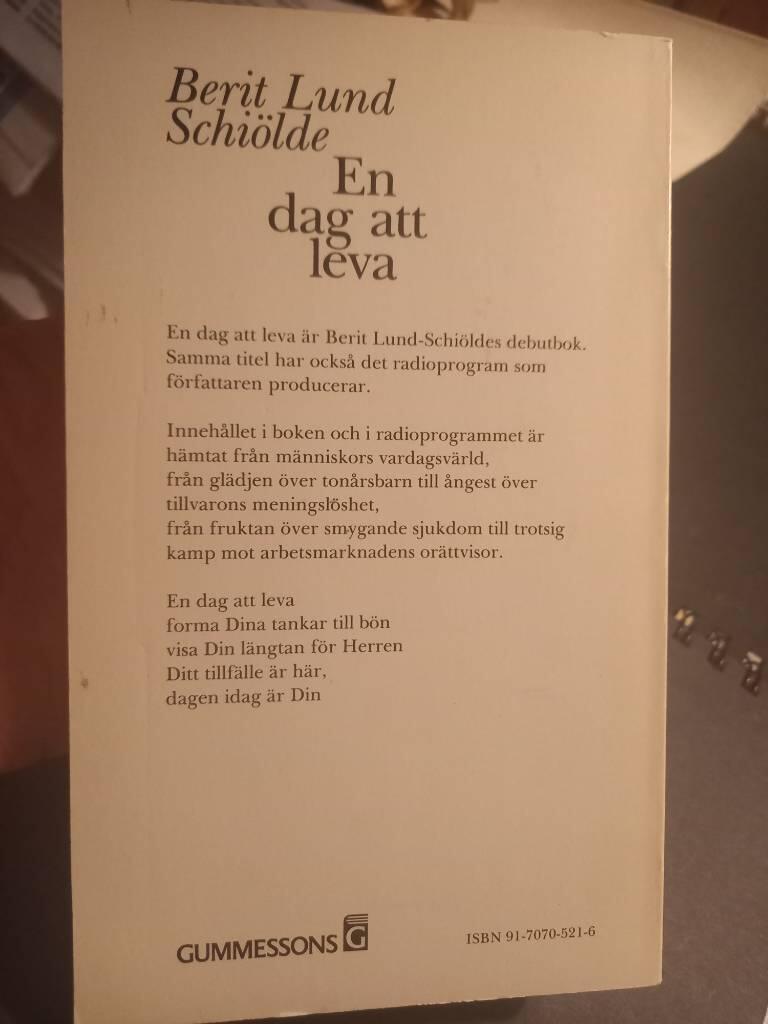 Berit Lund
Schiölde
En
dag att
leva
En dag att leva är Berit Lund-Schiöldes debutbok.
Samma titel har också det radioprogram som
författaren producerar.
Innehållet i boken och i radioprogrammet är
hämtat från människors vardagsvärld,
från glädjen över tonårsbarn till ångest över
tillvarons meningslöshet,
från fruktan över smygande sjukdom till trotsig
kamp mot arbetsmarknadens orättvisor.
En dag att leva
forma Dina tankar till bön
visa Din längtan för Herren
Ditt tillfälle är här,
dagen idag är Din
GUMMESSONS G
ISBN 91-7070-521-6